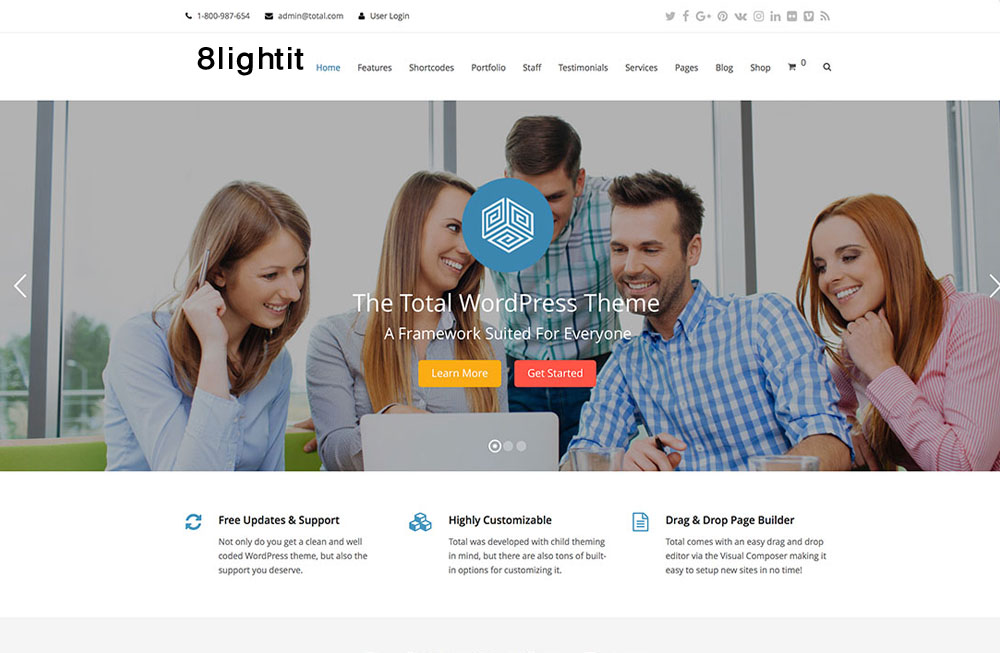 1-800-987-654 admin@total.com User Login
8lightit
Home Features Shortcodes Portfolio Staff Testimonials Services Pages Blog Shop 0
The Total WordPress Theme
A Framework Suited For Everyone
Learn More Get Started
Free Updates & Support
Not only do you get a clean and well
coded WordPress theme, but also the
support you deserve.
Highly Customizable
Total was developed with child theming
in mind, but there are also tons of built-
in options for customizing it.
Drag & Drop Page Builder
Total comes with an easy drag and drop
editor via the Visual Composer making it
easy to setup new sites in no time!